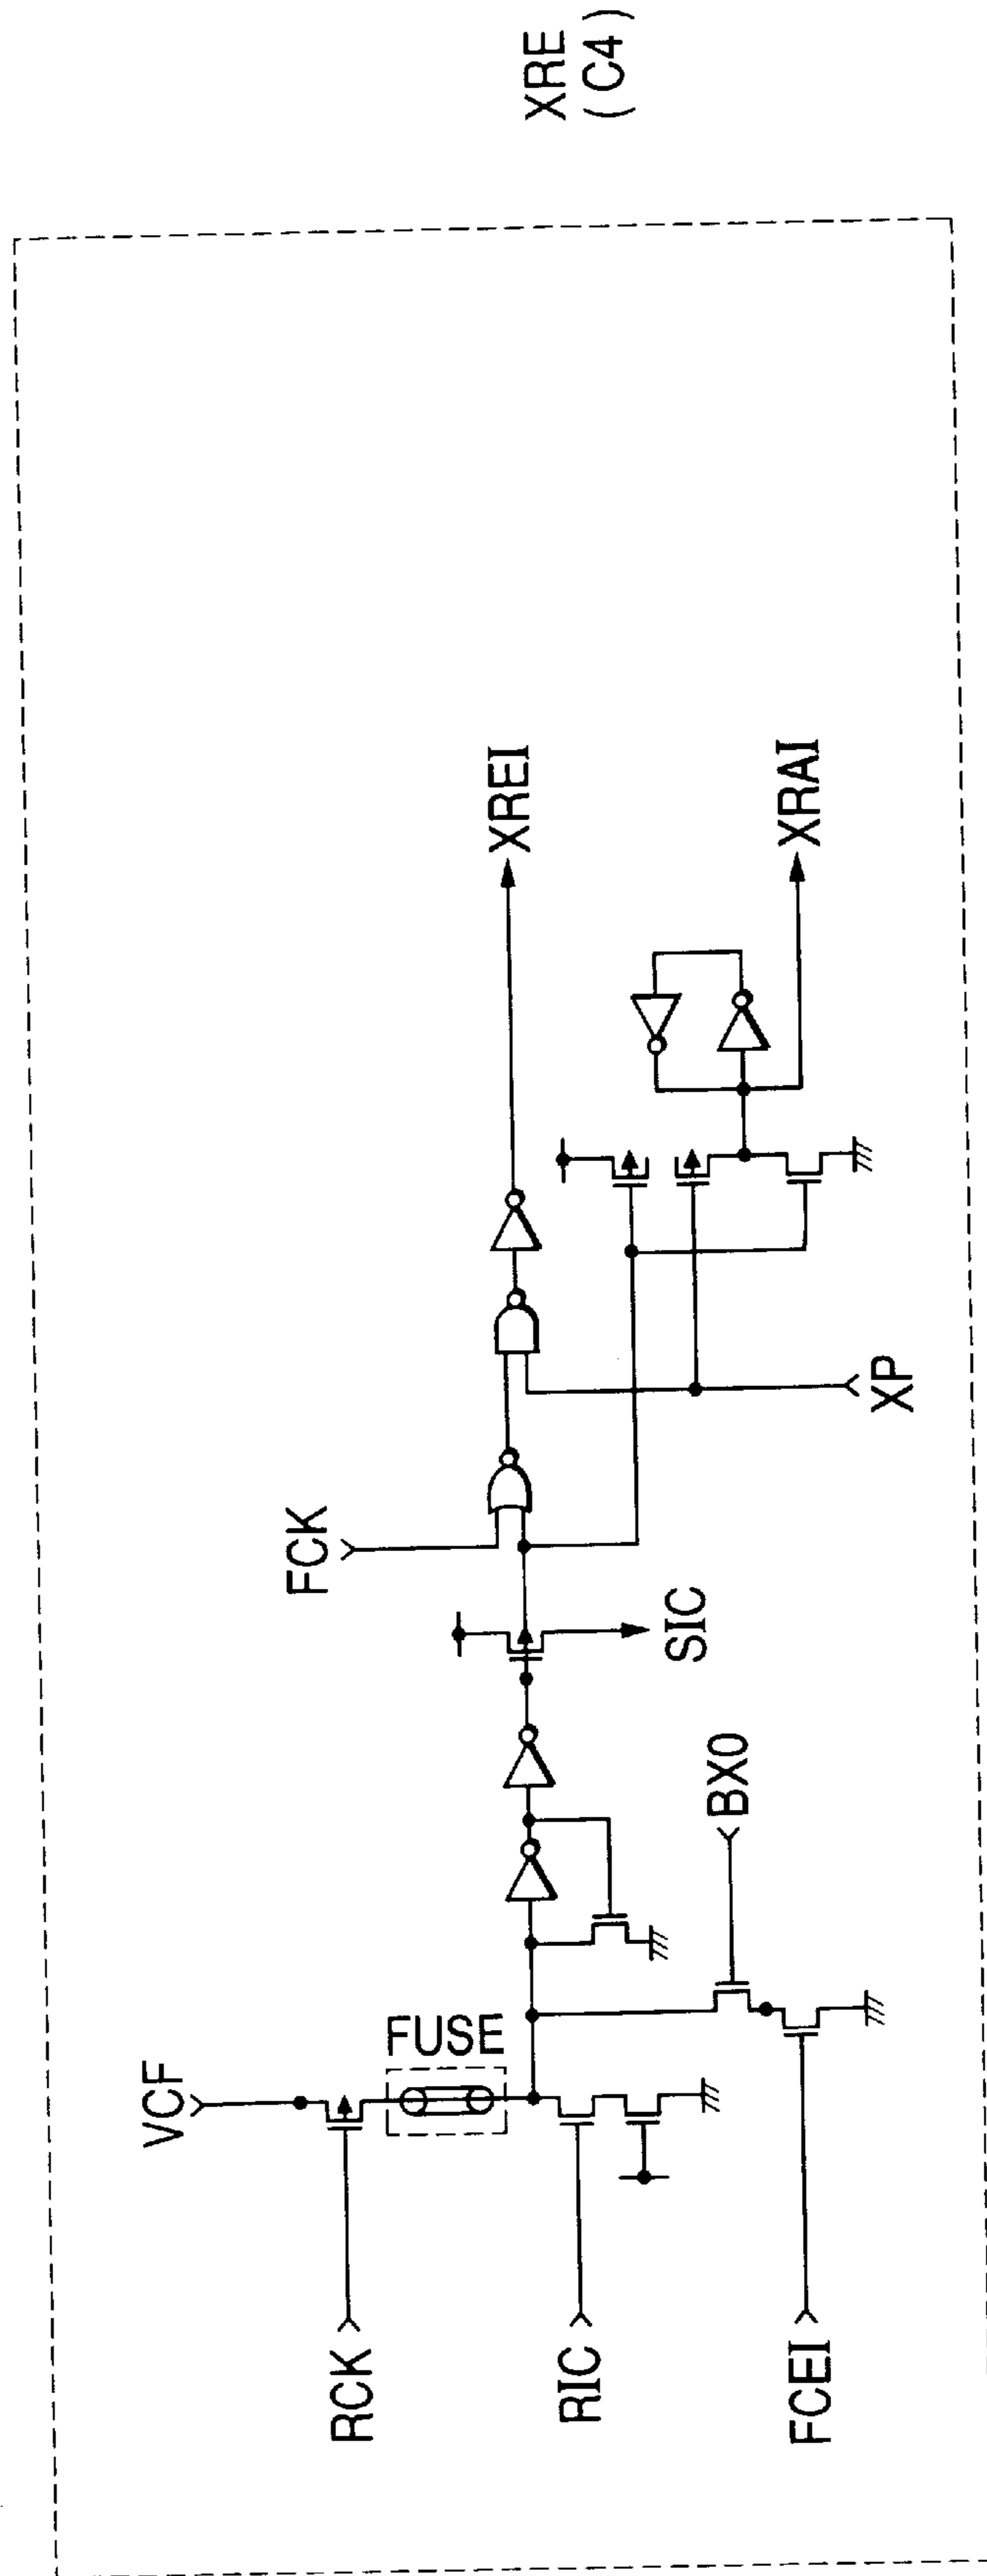 XRE
(C4)
VCF
FUSE
RCK
RIC
FCEI
BX0
SIC
FCK
XP
XREI
XRAI